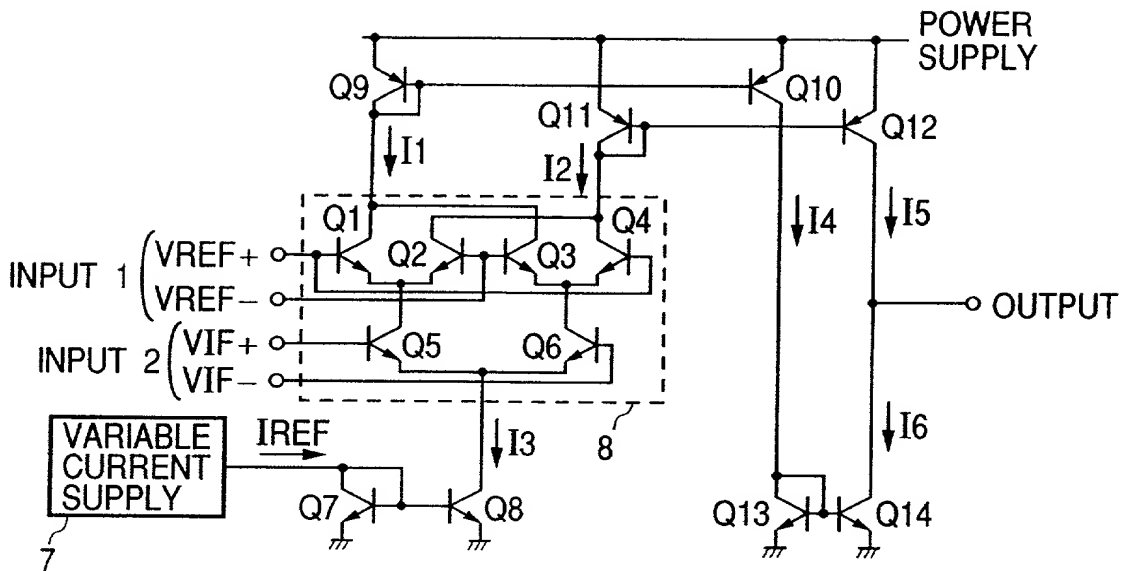 POWER
SUPPLY
Q9
Q10
Q11
Q12
I1
I2
I4
I5
Q1
Q2
Q3
Q4
INPUT 1
VREF+
VREF−
OUTPUT
INPUT 2
VIF+
VIF−
Q5
Q6
8
VARIABLE
CURRENT
SUPPLY
IREF
I3
I6
Q7
Q8
Q13
Q14
7